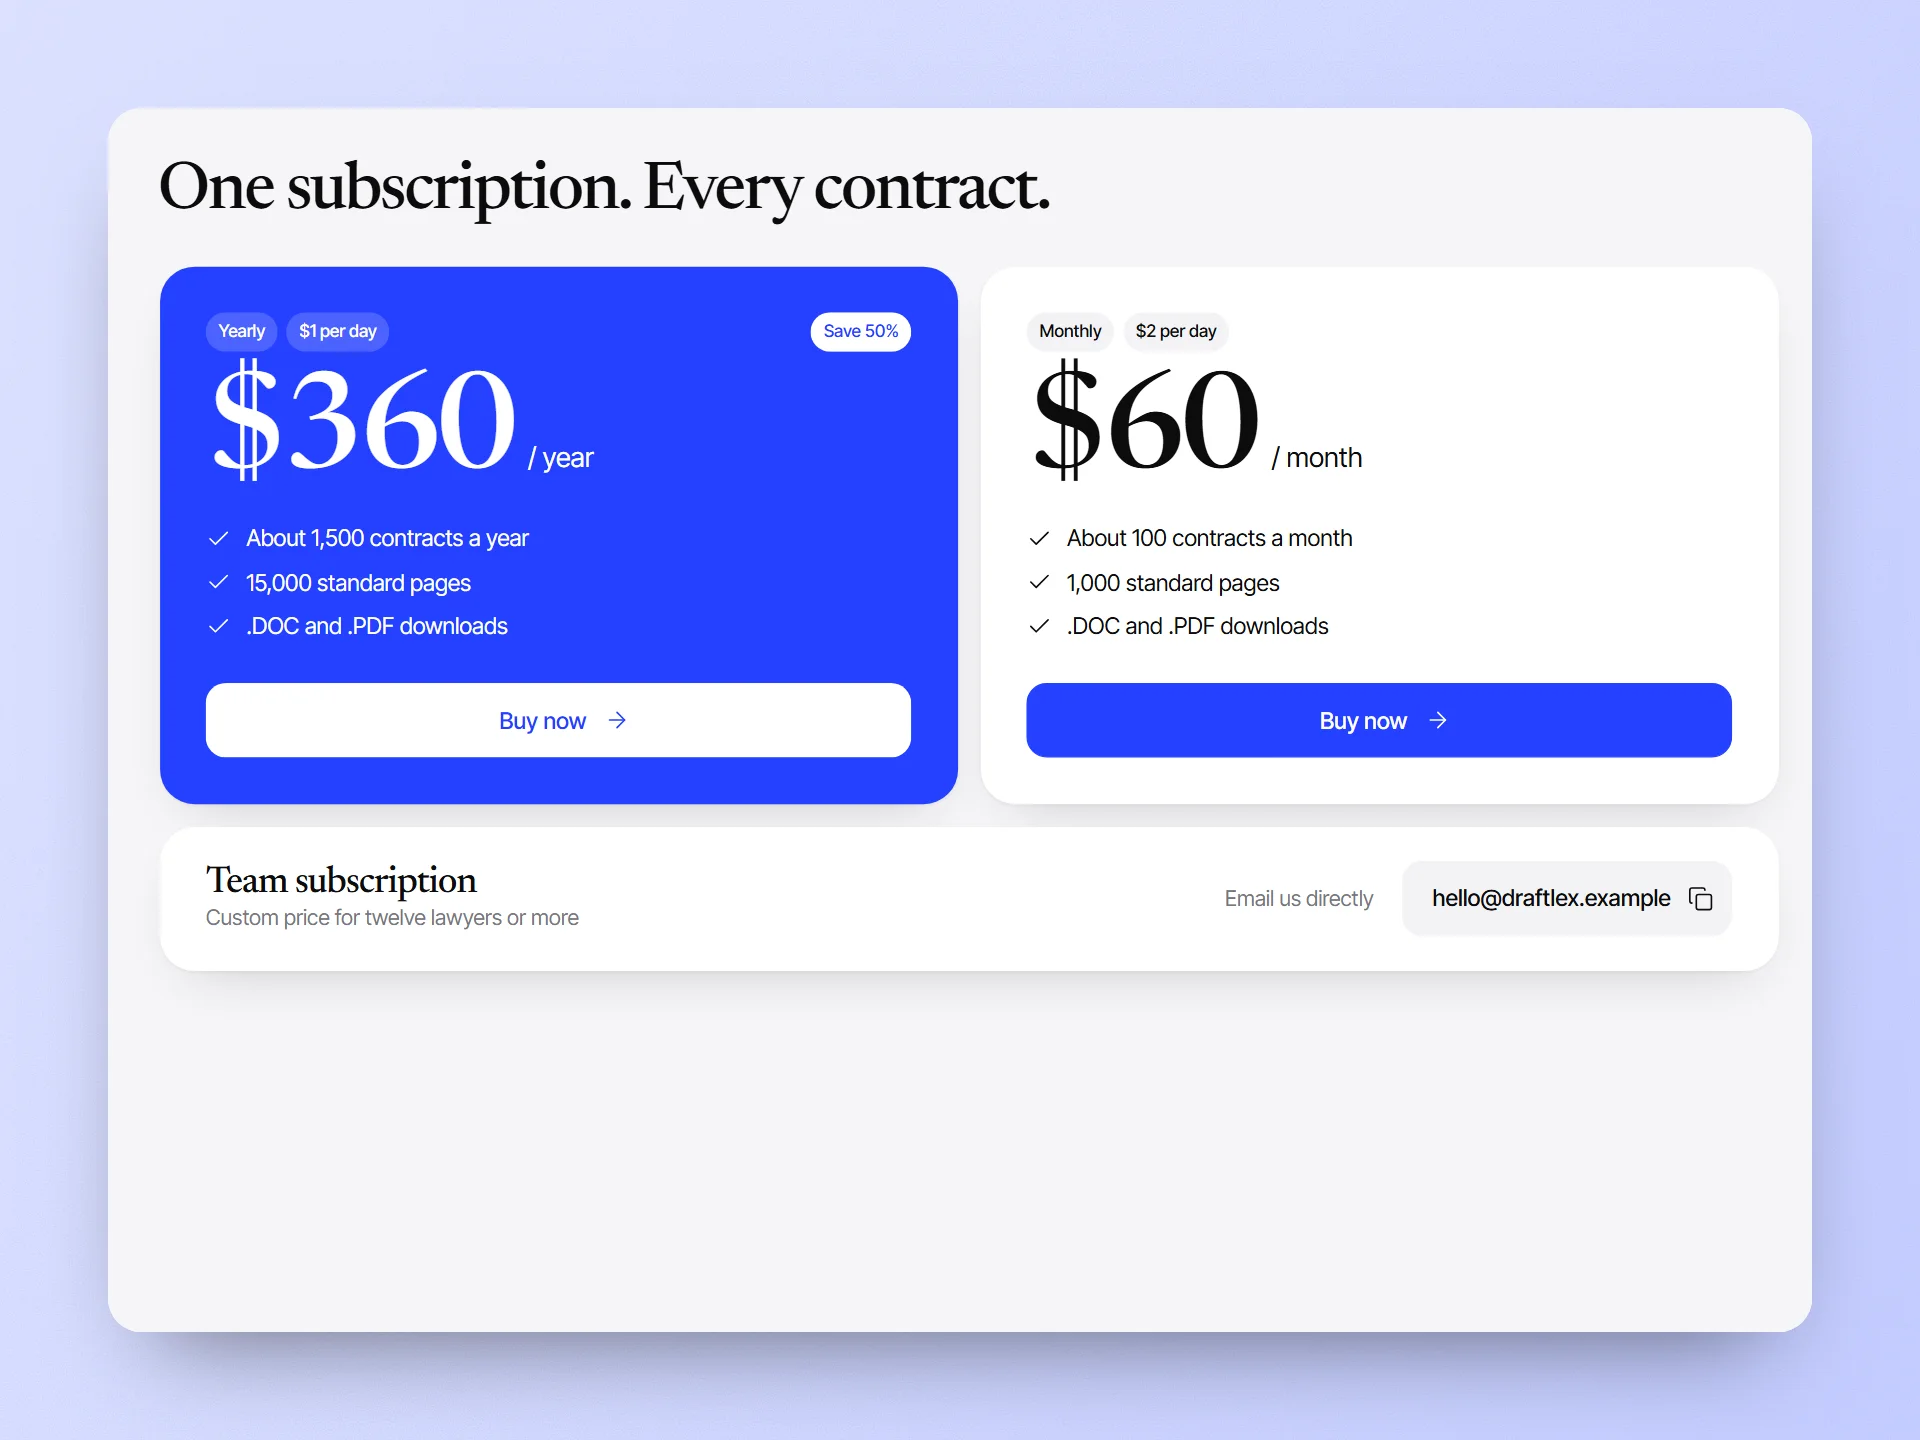 One subscription. Every contract.
Yearly
$1 per day
Save 50%
$360 / year
About 1,500 contracts a year
15,000 standard pages
.DOC and .PDF downloads
Buy now
Monthly
$2 per day
$60 / month
About 100 contracts a month
1,000 standard pages
.DOC and .PDF downloads
Buy now
Team subscription
Custom price for twelve lawyers or more
Email us directly
hello@draftlex.example